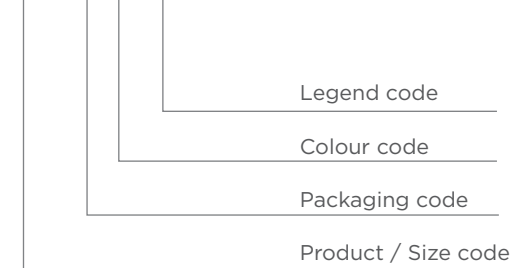 Legend code
Colour code
Packaging code
Product / Size code